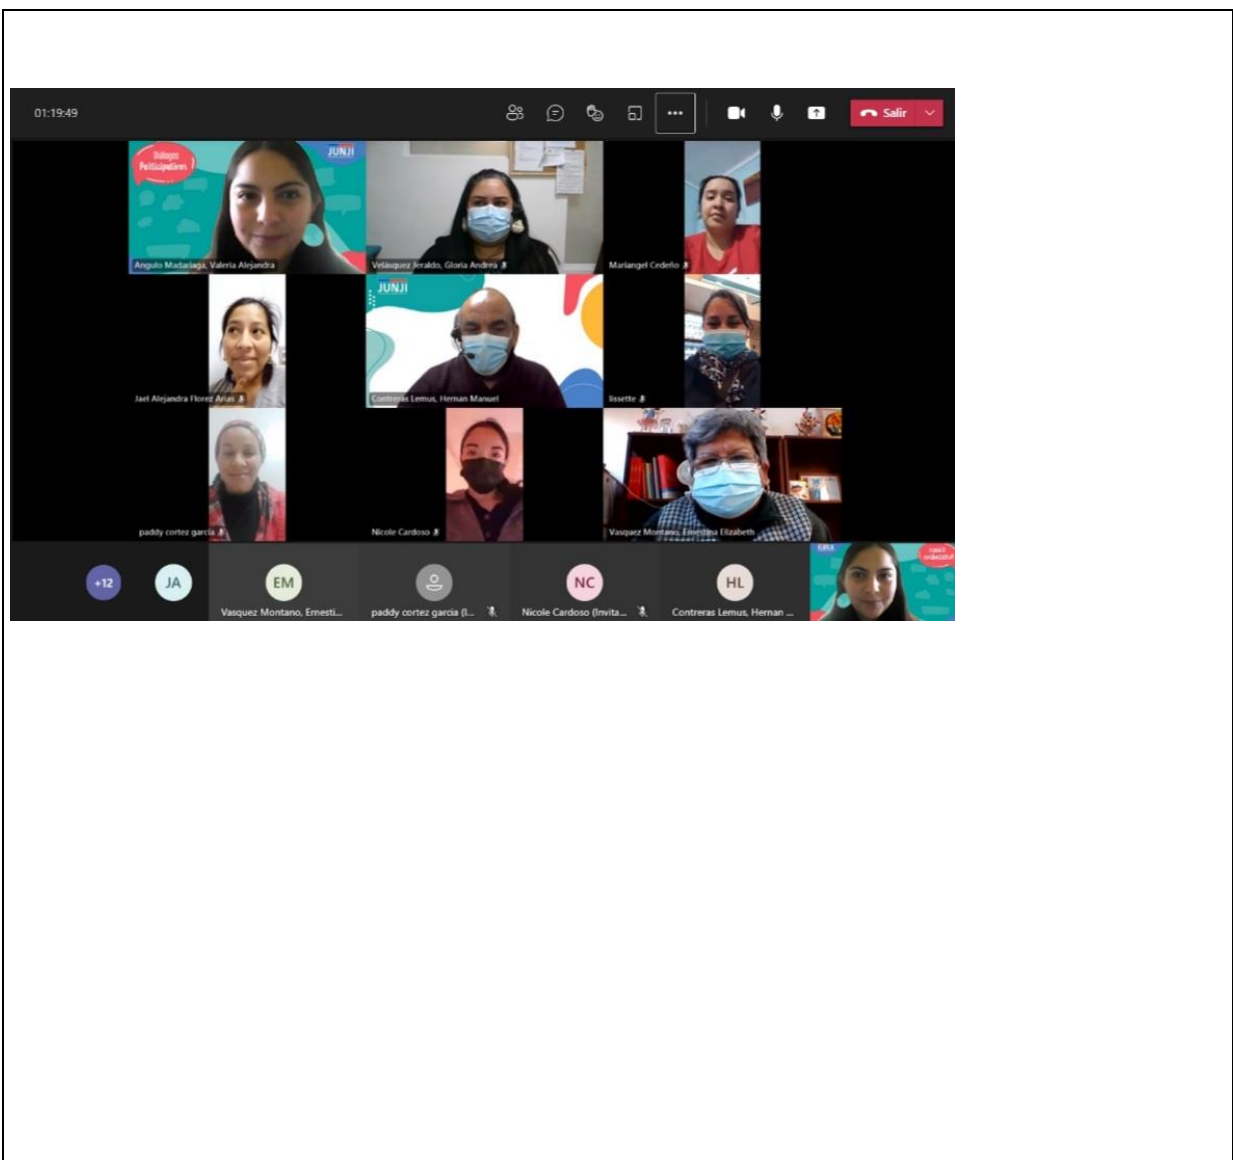 01:19:49
Salir
Diálogos
Participativos
JUNJI
Angulo Madariaga, Valeria Alejandra
Velásquez Jeraldo, Gloria Andrea
Mariangel Cedeño
JUNJI
Jael Alejandra Florez Arias
Contreras Lemus, Hernan Manuel
lissette
paddy cortez garcia
Nicole Cardoso
Vasquez Montano, Ernestina Elizabeth
+12
JA
EM
NC
HL
Vasquez Montano, Ernesti...
paddy cortez garcia (I...
Nicole Cardoso (Invita...
Contreras Lemus, Hernan ...